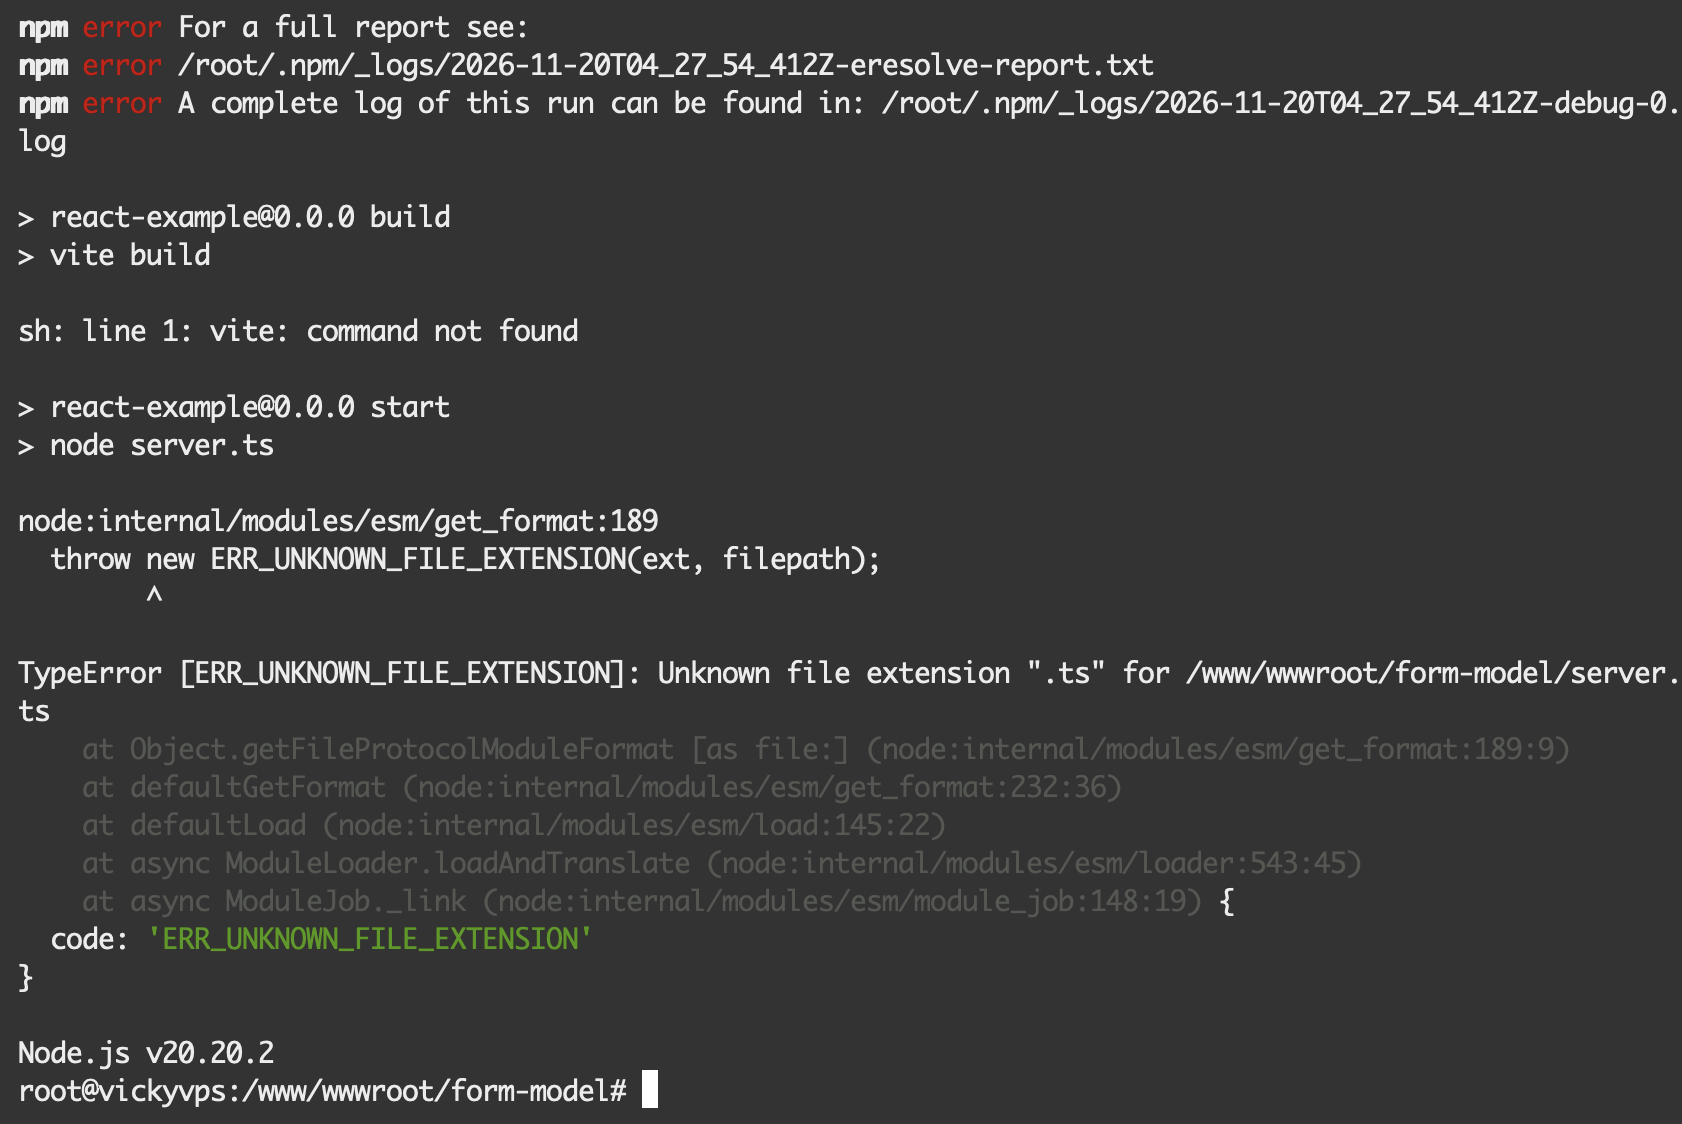 npm error For a full report see:
npm error /root/.npm/_logs/2026-11-20T04_27_54_412Z-eresolve-report.txt
npm error A complete log of this run can be found in: /root/.npm/_logs/2026-11-20T04_27_54_412Z-debug-0.
log

> react-example@0.0.0 build
> vite build

sh: line 1: vite: command not found

> react-example@0.0.0 start
> node server.ts

node:internal/modules/esm/get_format:189
  throw new ERR_UNKNOWN_FILE_EXTENSION(ext, filepath);
        ^

TypeError [ERR_UNKNOWN_FILE_EXTENSION]: Unknown file extension ".ts" for /www/wwwroot/form-model/server.
ts
    at Object.getFileProtocolModuleFormat [as file:] (node:internal/modules/esm/get_format:189:9)
    at defaultGetFormat (node:internal/modules/esm/get_format:232:36)
    at defaultLoad (node:internal/modules/esm/load:145:22)
    at async ModuleLoader.loadAndTranslate (node:internal/modules/esm/loader:543:45)
    at async ModuleJob._link (node:internal/modules/esm/module_job:148:19) {
  code: 'ERR_UNKNOWN_FILE_EXTENSION'
}

Node.js v20.20.2
root@vickyvps:/www/wwwroot/form-model#